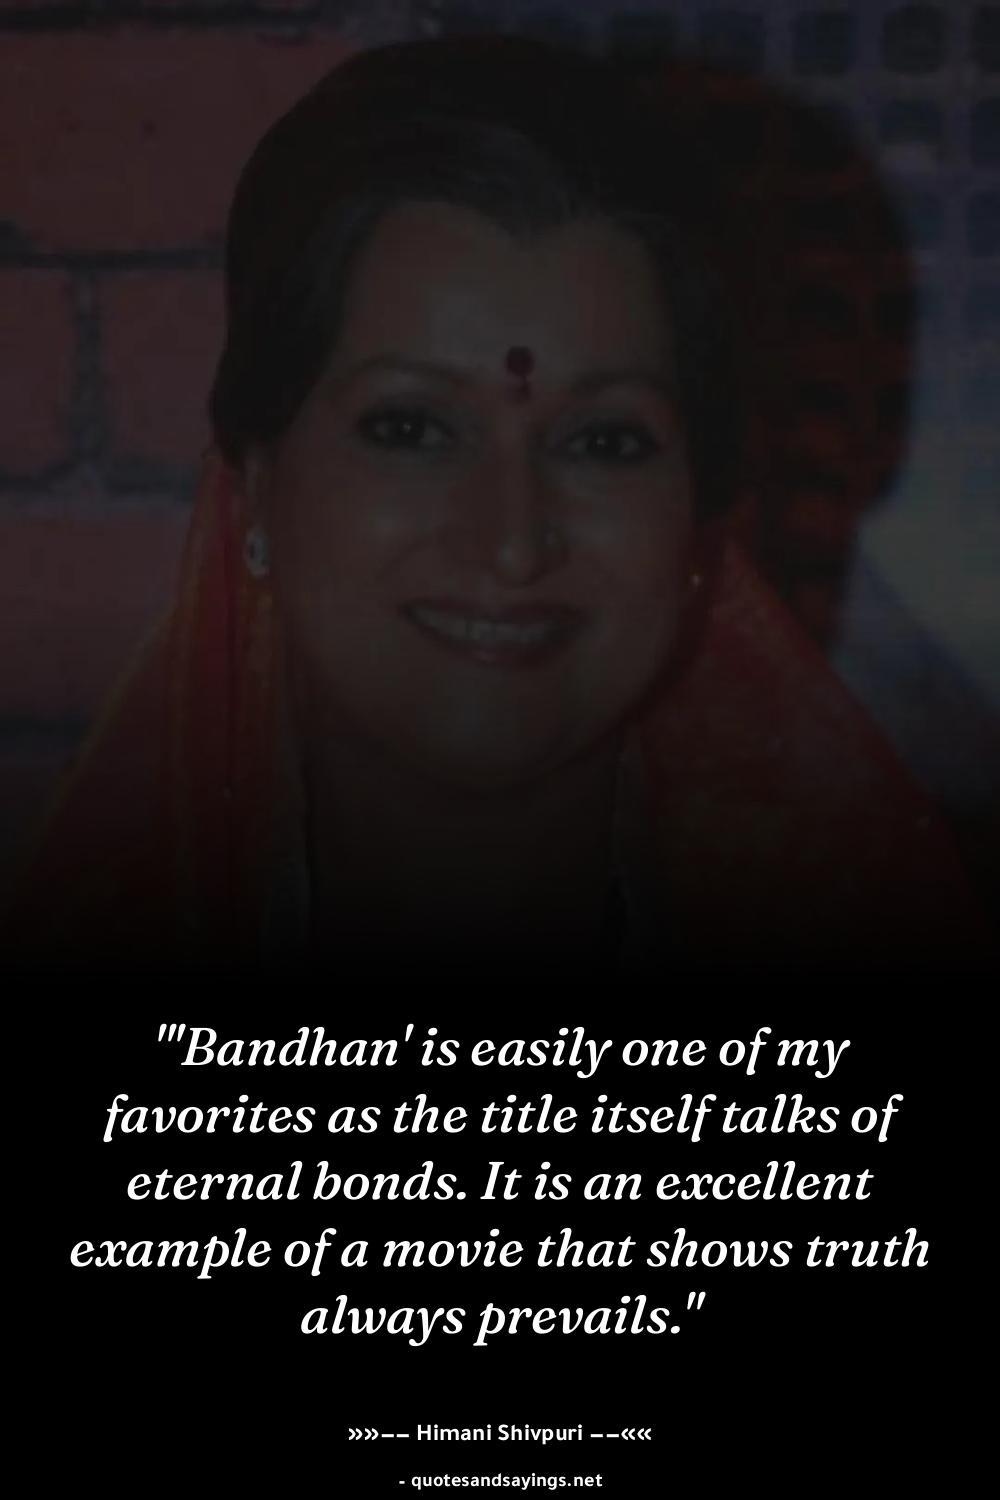 "'Bandhan' is easily one of my
favorites as the title itself talks of
eternal bonds. It is an excellent
example of a movie that shows truth
always prevails."
»»−− Himani Shivpuri −−««
- quotesandsayings.net